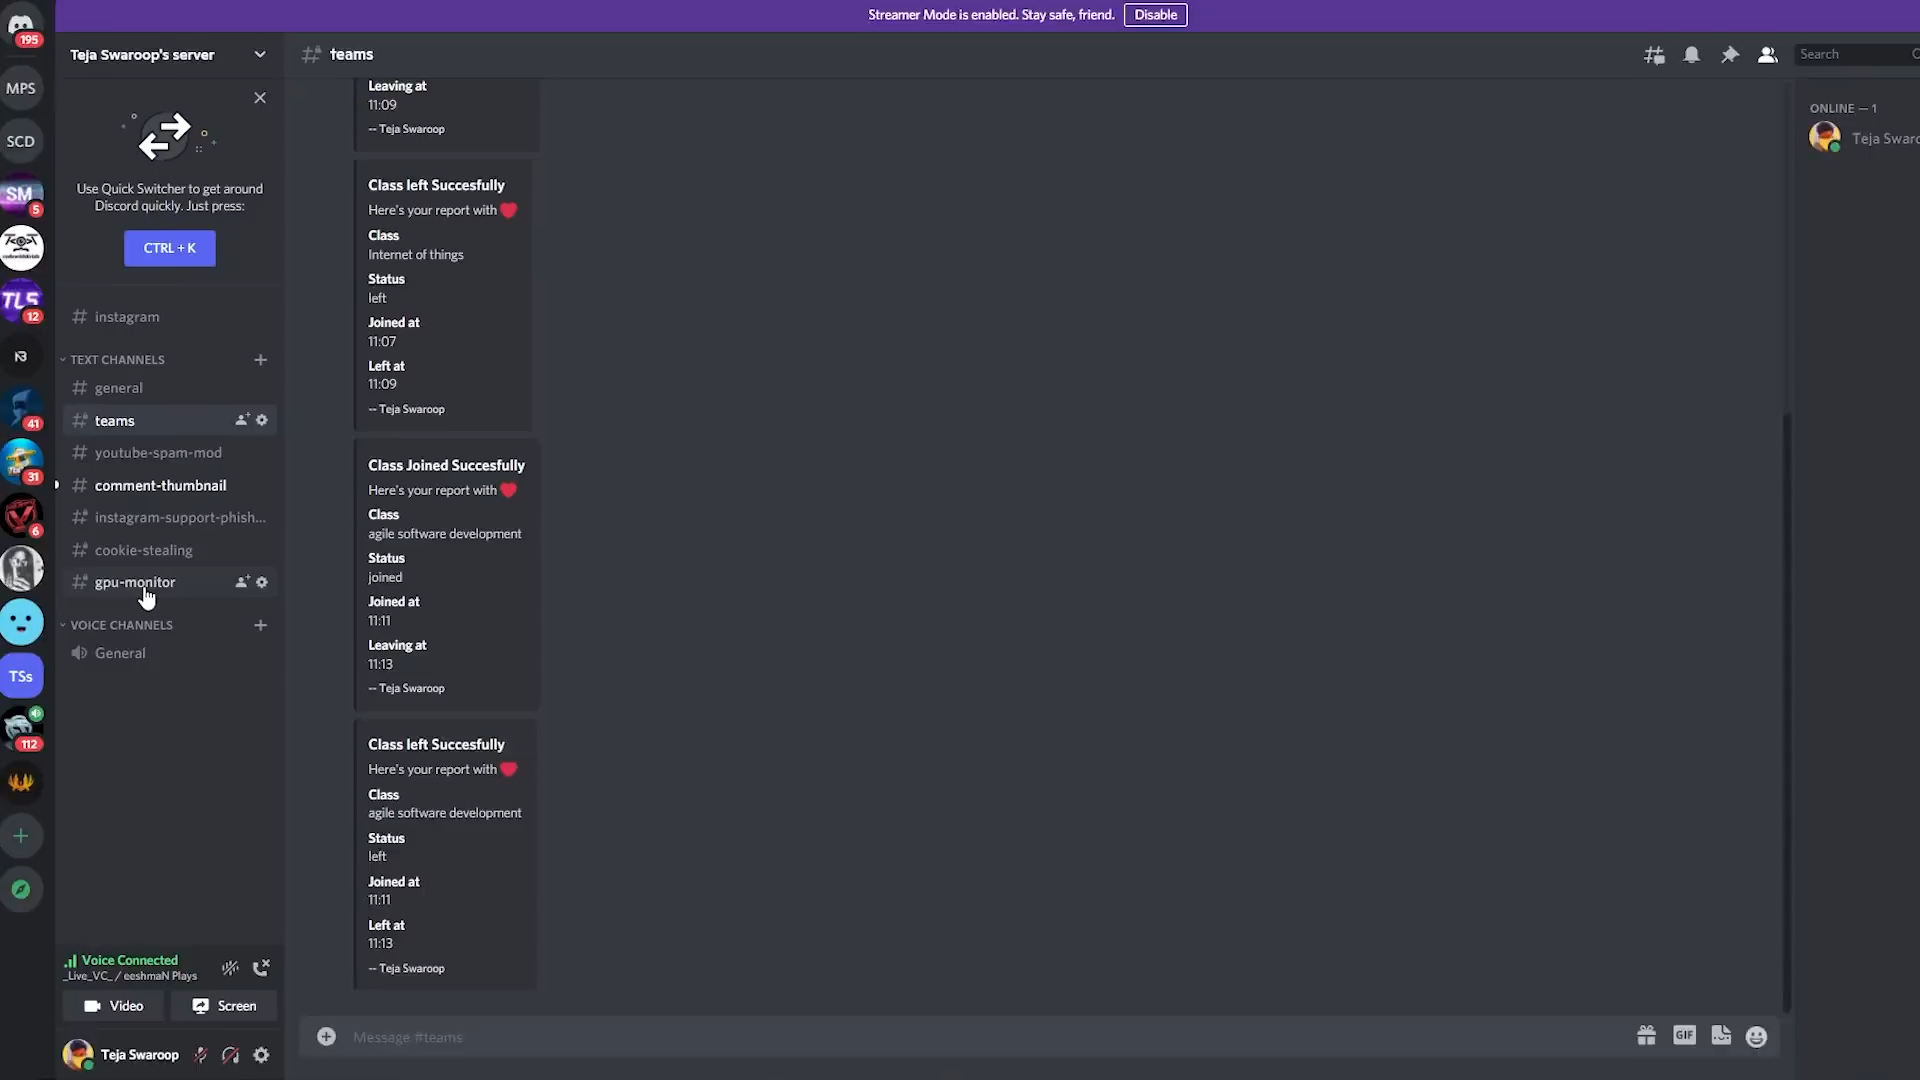 Streamer Mode is enabled. Stay safe, friend. Disable
195
MPS
SCD
SM
5
TLS
12
41
31
6
TSs
112
Teja Swaroop's server
Use Quick Switcher to get around
Discord quickly. Just press:
CTRL + K
instagram
TEXT CHANNELS
general
teams
youtube-spam-mod
comment-thumbnail
instagram-support-phish...
cookie-stealing
gpu-monitor
VOICE CHANNELS
General
Voice Connected
_Live_VC_ / eeshmaN Plays
Video Screen
Teja Swaroop
teams
Search
Leaving at
11:09
-- Teja Swaroop
Class left Succesfully
Here's your report with ❤
Class
Internet of things
Status
left
Joined at
11:07
Left at
11:09
-- Teja Swaroop
Class Joined Succesfully
Here's your report with ❤
Class
agile software development
Status
joined
Joined at
11:11
Leaving at
11:13
-- Teja Swaroop
Class left Succesfully
Here's your report with ❤
Class
agile software development
Status
left
Joined at
11:11
Left at
11:13
-- Teja Swaroop
Message #teams
GIF
ONLINE — 1
Teja Swaro